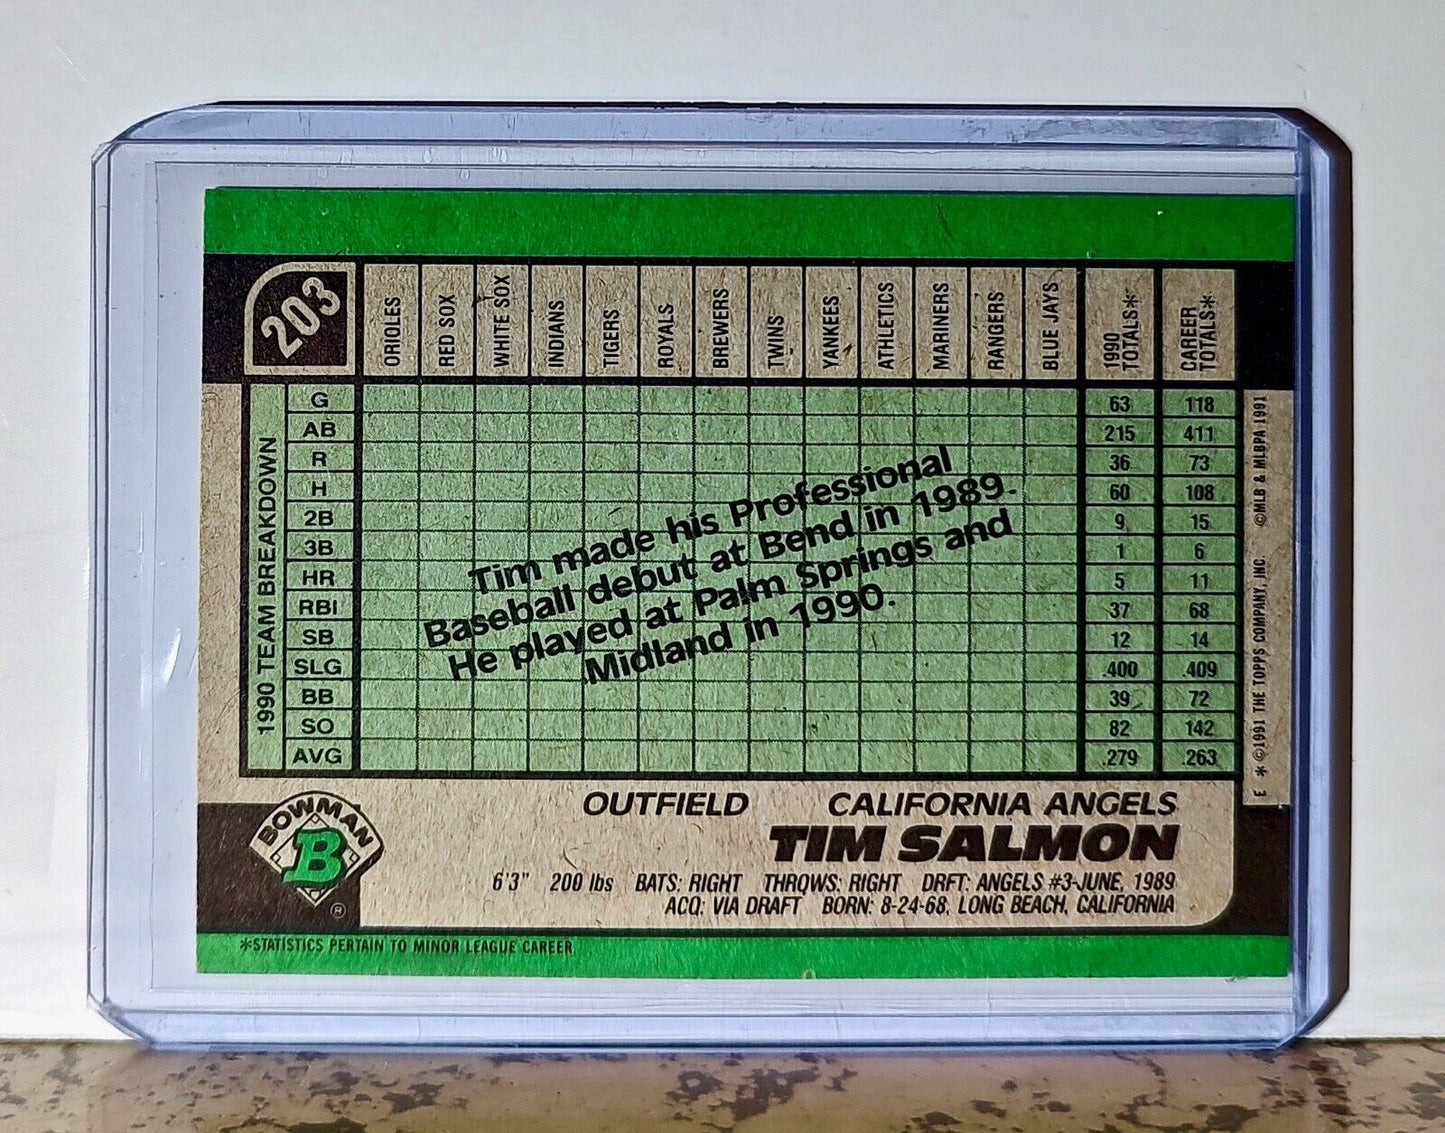 203
ORIOLES
RED SOX
WHITE SOX
INDIANS
TIGERS
ROYALS
BREWERS
TWINS
YANKEES
ATHLETICS
MARINERS
RANGERS
BLUE JAYS
1990 TOTALS*
CAREER TOTALS*
1990 TEAM BREAKDOWN
G 63 118
AB 215 411
R 36 73
H 60 108
2B 9 15
3B 1 6
HR 5 11
RBI 37 68
SB 12 14
SLG .400 .409
BB 39 72
SO 82 142
AVG .279 .263
Tim made his Professional
Baseball debut at Bend in 1989.
He played at Palm Springs and
Midland in 1990.
E *©1991 THE TOPPS COMPANY, INC. ©MLB & MLBPA 1991
BOWMAN
B
®
OUTFIELD CALIFORNIA ANGELS
TIM SALMON
6'3" 200 lbs BATS: RIGHT THROWS: RIGHT DRFT: ANGELS #3-JUNE, 1989
ACQ: VIA DRAFT BORN: 8-24-68, LONG BEACH, CALIFORNIA
*STATISTICS PERTAIN TO MINOR LEAGUE CAREER